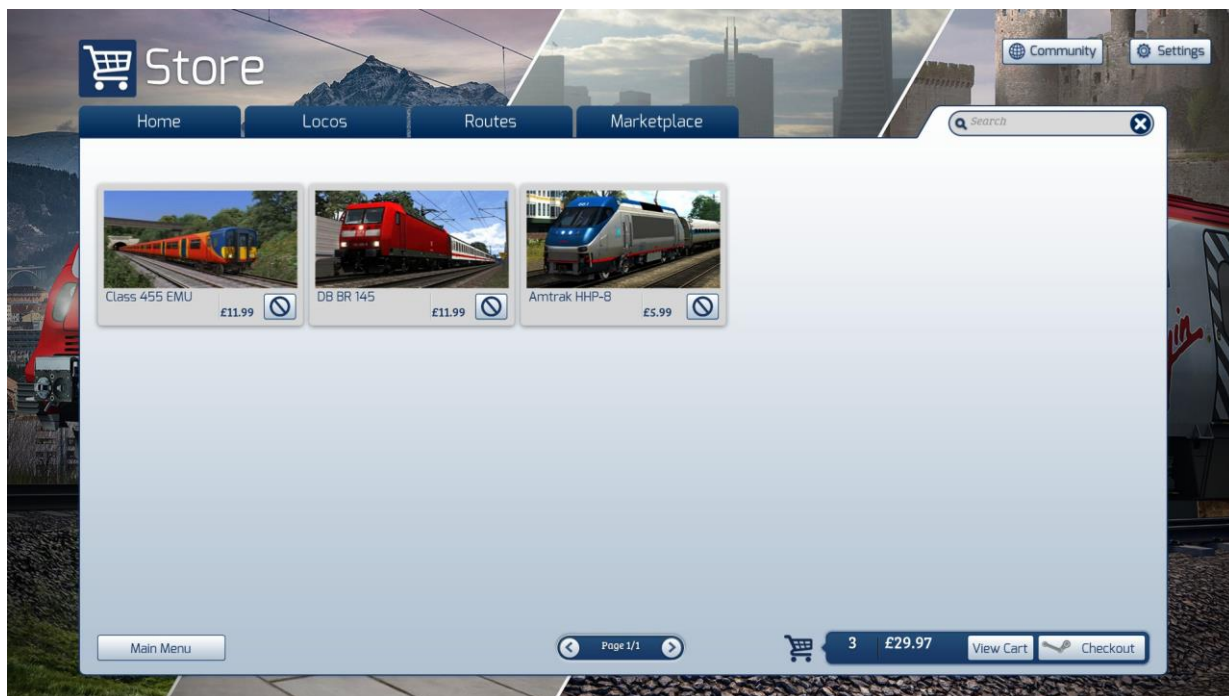 Store
Community
Settings
Home
Locos
Routes
Marketplace
Search
Class 455 EMU
£11.99
DB BR 145
£11.99
Amtrak HHP-8
£5.99
Main Menu
Page 1/1
3
£29.97
View Cart
Checkout